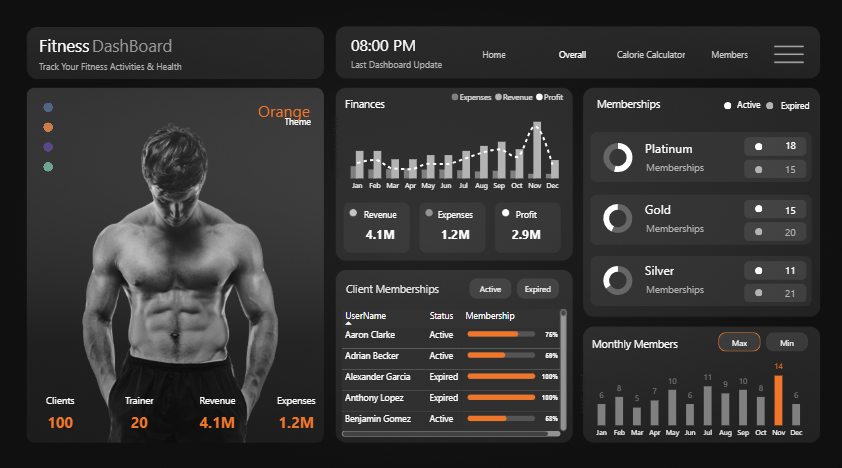 Fitness DashBoard
Track Your Fitness Activities & Health
08:00 PM
Last Dashboard Update
Home
Overall
Calorie Calculator
Members
Orange
Theme
Clients
Trainer
Revenue
Expenses
100
20
4.1M
1.2M
Finances
Expenses Revenue Profit
Jan Feb Mar Apr May Jun Jul Aug Sep Oct Nov Dec
Revenue
4.1M
Expenses
1.2M
Profit
2.9M
Client Memberships
Active
Expired
UserName Status Membership
Aaron Clarke Active 75%
Adrian Becker Active
Alexander Garcia Expired 100%
Anthony Lopez Expired 100%
Benjamin Gomez Active
Memberships
Active Expired
Platinum
Memberships
18
15
Gold
Memberships
15
20
Silver
Memberships
11
21
Monthly Members
Max
Min
6 8 5 7 10 6 11 9 10 8 14 6
Jan Feb Mar Apr May Jun Jul Aug Sep Oct Nov Dec